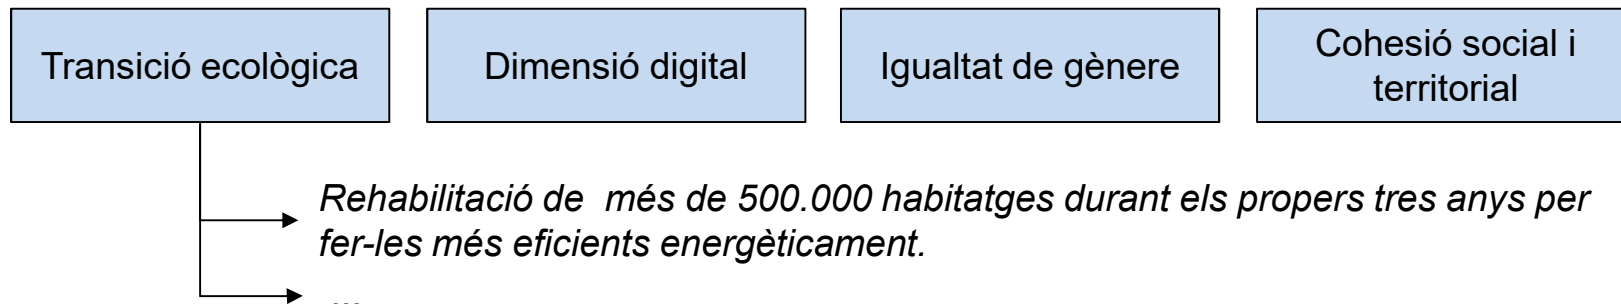 Transició ecològica
Dimensió digital
Igualtat de gènere
Cohesió social i
territorial
Rehabilitació de  més de 500.000 habitatges durant els propers tres anys per
fer-les més eficients energèticament.
...